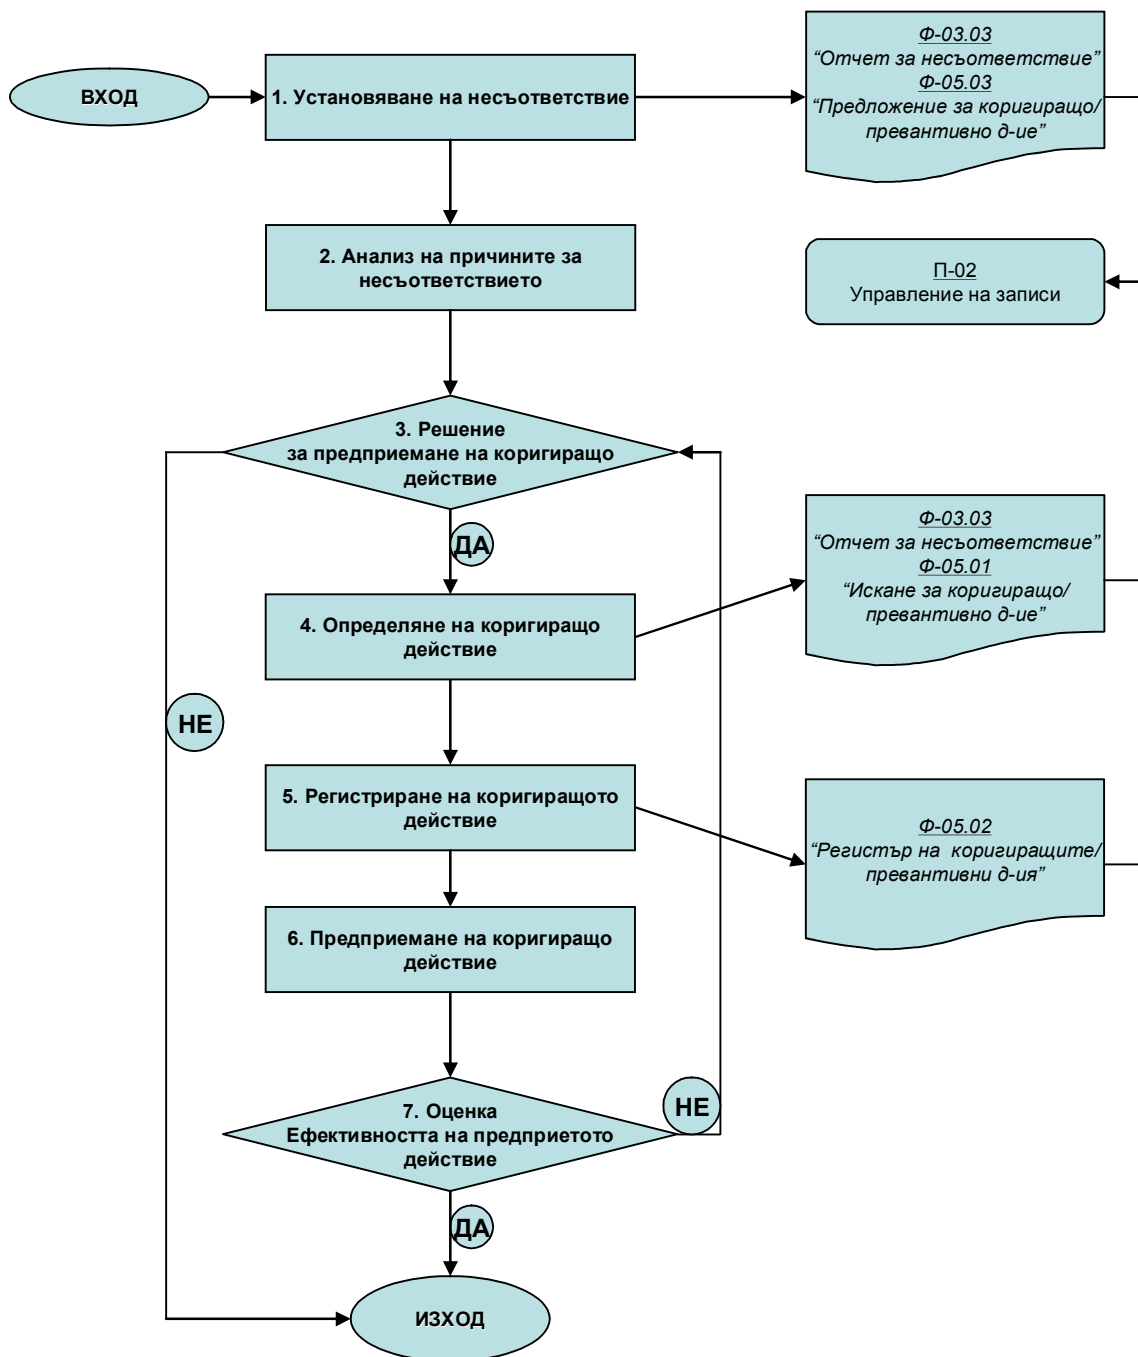 ВХОД
1. Установяване на несъответствие
Ф-03.03
“Отчет за несъответствие”
Ф-05.03
“Предложение за коригиращо/
превантивно д-ие”
2. Анализ на причините за
несъответствието
П-02
Управление на записи
3. Решение
за предприемане на коригиращо
действие
ДА
Ф-03.03
“Отчет за несъответствие”
Ф-05.01
“Искане за коригиращо/
превантивно д-ие”
4. Определяне на коригиращо
действие
НЕ
5. Регистриране на коригиращото
действие
Ф-05.02
“Регистър на  коригиращите/
превантивни д-ия”
6. Предприемане на коригиращо
действие
7. Оценка
Ефективността на предприетото
действие
НЕ
ДА
ИЗХОД